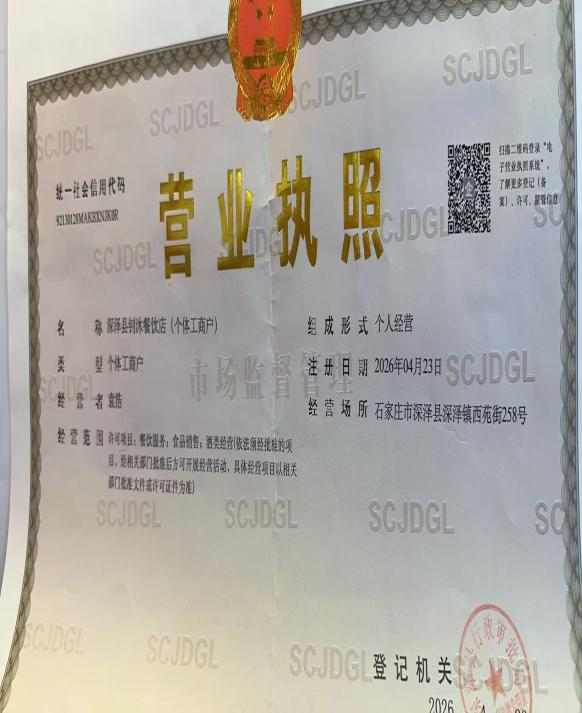 SCJDGL
营业执照
统一社会信用代码
扫描二维码登录“电
子营业执照系统”,
了解更多登记(备
案)、许可、监管信息
名称 深泽县钊沐餐饮店(个体工商户)
类型 个体工商户
经营者 袁浩
经营范围 许可项目:餐饮服务;食品销售;酒类经营(依法须经批准的项
目,经相关部门批准后方可开展经营活动,具体经营项目以相关
部门批准文件或许可证件为准)
组成形式 个人经营
注册日期 2026年04月23日
经营场所 石家庄市深泽县深泽镇西苑街258号
市场监督管理
登记机关
行政审批
2026